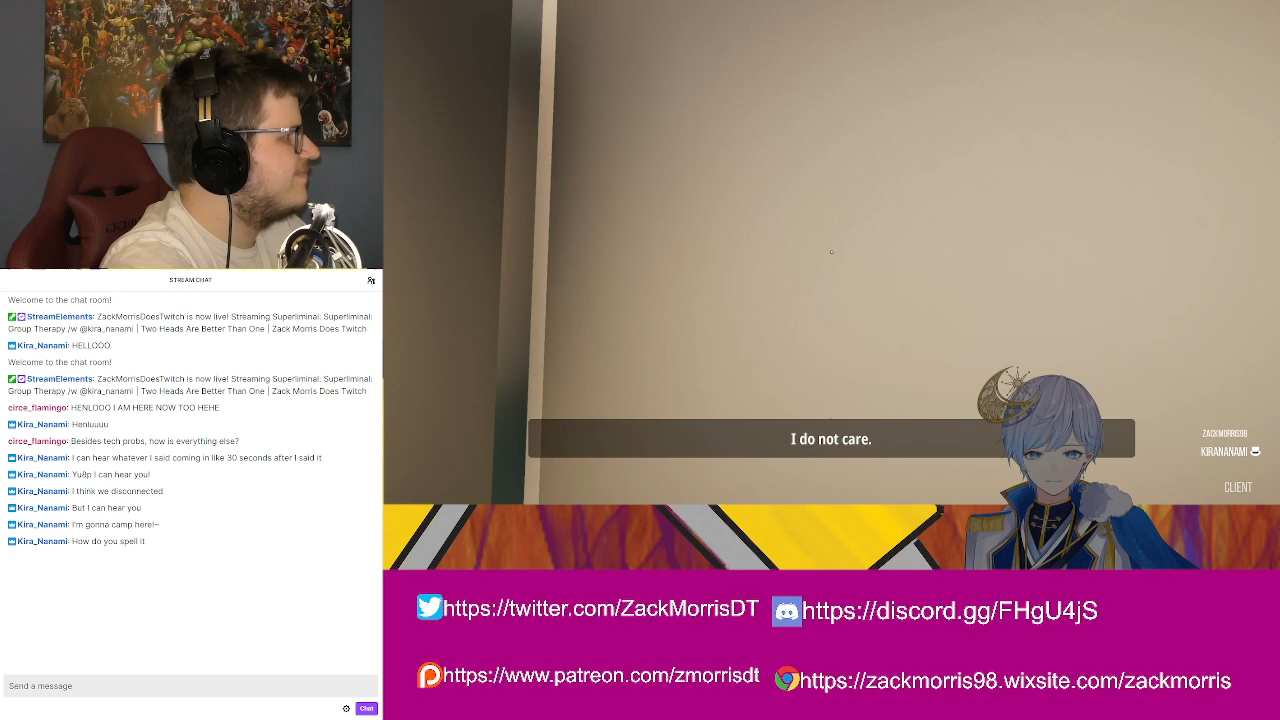 STREAM CHAT
Welcome to the chat room!
StreamElements: ZackMorrisDoesTwitch is now live! Streaming Superliminal: Superliminal:
Group Therapy /w @kira_nanami | Two Heads Are Better Than One | Zack Morris Does Twitch
Kira_Nanami: HELLOOO
Welcome to the chat room!
StreamElements: ZackMorrisDoesTwitch is now live! Streaming Superliminal: Superliminal:
Group Therapy /w @kira_nanami | Two Heads Are Better Than One | Zack Morris Does Twitch
circe_flamingo: HENLOOO I AM HERE NOW TOO HEHE
Kira_Nanami: Henluuuu
circe_flamingo: Besides tech probs, how is everything else?
Kira_Nanami: I can hear whatever I said coming in like 30 seconds after I said it
Kira_Nanami: Yu8p I can hear you!
Kira_Nanami: I think we disconnected
Kira_Nanami: But I can hear you
Kira_Nanami: I'm gonna camp here!~
Kira_Nanami: How do you spell it
Send a message
Chat
I do not care.
ZACKMORRIS98
KIRANANAMI
CLIENT
https://twitter.com/ZackMorrisDT
https://discord.gg/FHgU4jS
https://www.patreon.com/zmorrisdt
https://zackmorris98.wixsite.com/zackmorris